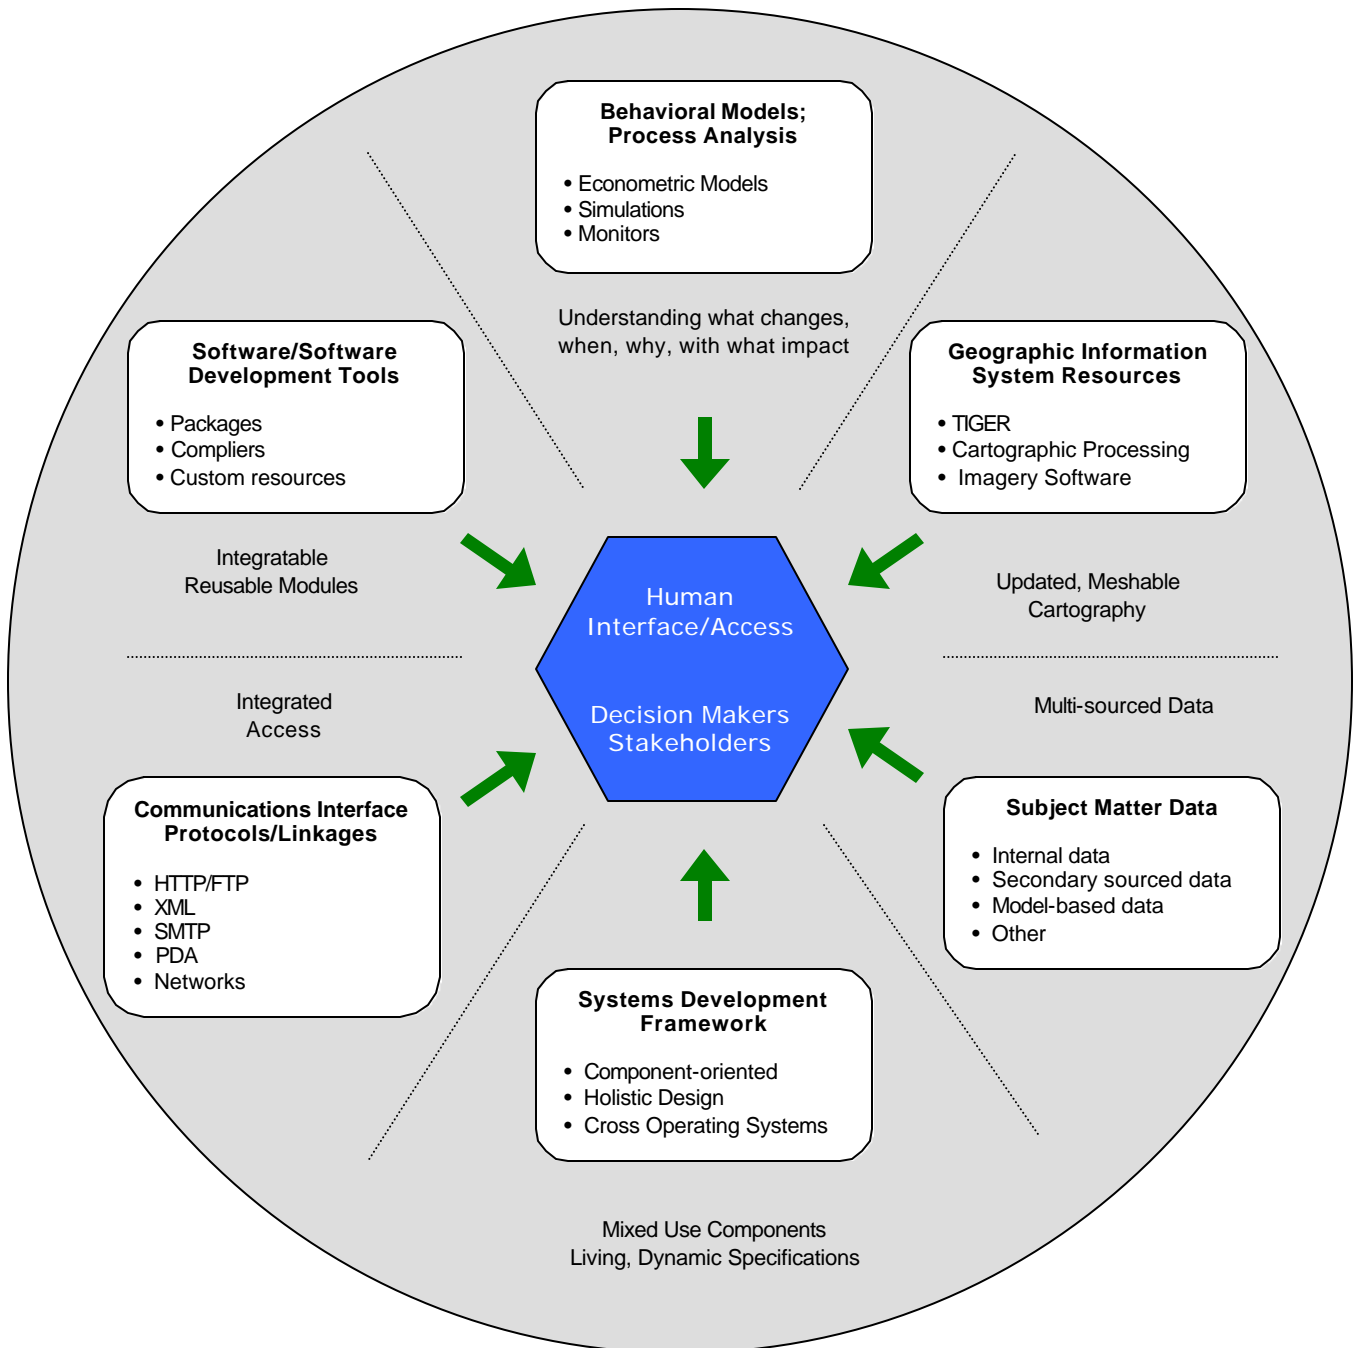 Behavioral Models;
Process Analysis
• Econometric Models
• Simulations
• Monitors
Understanding what changes,
when, why, with what impact
Software/Software
Development Tools
• Packages
• Compliers
• Custom resources
Integratable
Reusable Modules
Geographic Information
System Resources
• TIGER
• Cartographic Processing
• Imagery Software
Updated, Meshable
Cartography
Human
Interface/Access
Decision Makers
Stakeholders
Integrated
Access
Communications Interface
Protocols/Linkages
• HTTP/FTP
• XML
• SMTP
• PDA
• Networks
Multi-sourced Data
Subject Matter Data
• Internal data
• Secondary sourced data
• Model-based data
• Other
Systems Development
Framework
• Component-oriented
• Holistic Design
• Cross Operating Systems
Mixed Use Components
Living, Dynamic Specifications